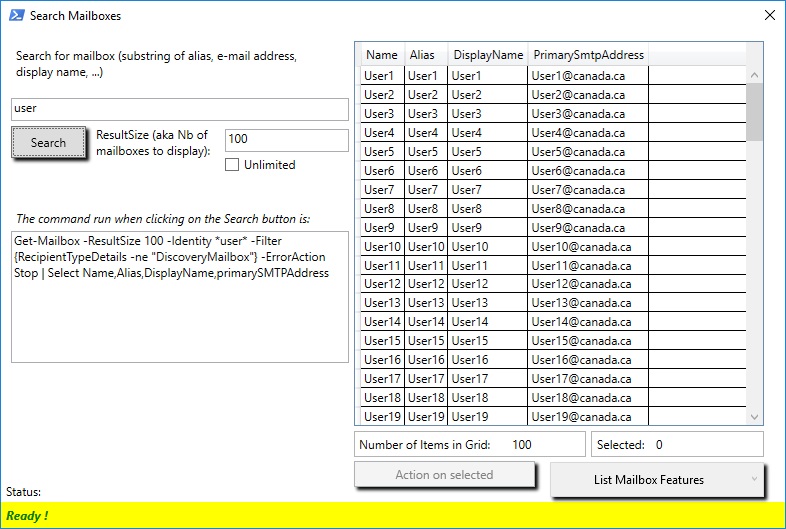 Search Mailboxes
Search for mailbox (substring of alias, e-mail address,
display name, ...)
user
Search
ResultSize (aka Nb of
mailboxes to display):
100
Unlimited
The command run when clicking on the Search button is:
Get-Mailbox -ResultSize 100 -Identity *user* -Filter
{RecipientTypeDetails -ne "DiscoveryMailbox"} -ErrorAction
Stop | Select Name,Alias,DisplayName,primarySMTPAddress
Name Alias DisplayName PrimarySmtpAddress
User1 User1 User1 User1@canada.ca
User2 User2 User2 User2@canada.ca
User3 User3 User3 User3@canada.ca
User4 User4 User4 User4@canada.ca
User5 User5 User5 User5@canada.ca
User6 User6 User6 User6@canada.ca
User7 User7 User7 User7@canada.ca
User8 User8 User8 User8@canada.ca
User9 User9 User9 User9@canada.ca
User10 User10 User10 User10@canada.ca
User11 User11 User11 User11@canada.ca
User12 User12 User12 User12@canada.ca
User13 User13 User13 User13@canada.ca
User14 User14 User14 User14@canada.ca
User15 User15 User15 User15@canada.ca
User16 User16 User16 User16@canada.ca
User17 User17 User17 User17@canada.ca
User18 User18 User18 User18@canada.ca
User19 User19 User19 User19@canada.ca
Number of Items in Grid: 100
Selected: 0
Action on selected
List Mailbox Features
Status:
Ready !